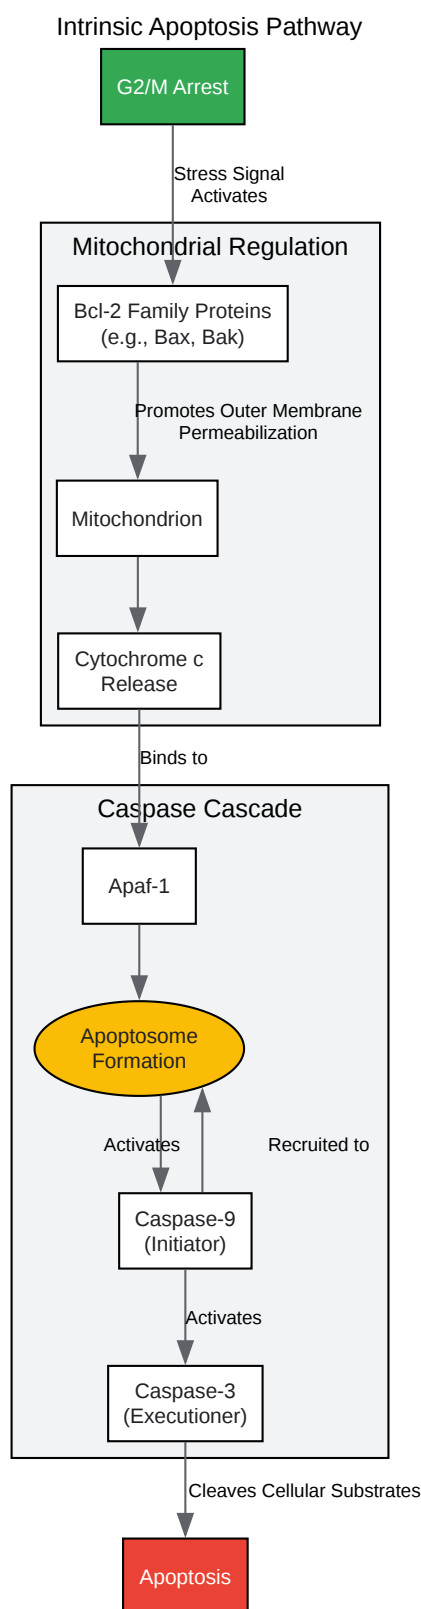 Intrinsic Apoptosis Pathway
G2/M Arrest
Stress Signal
Activates
Mitochondrial Regulation
Bcl-2 Family Proteins
(e.g., Bax, Bak)
Promotes Outer Membrane
Permeabilization
Mitochondrion
Cytochrome c
Release
Binds to
Caspase Cascade
Apaf-1
Apoptosome
Formation
Activates
Recruited to
Caspase-9
(Initiator)
Activates
Caspase-3
(Executioner)
Cleaves Cellular Substrates
Apoptosis